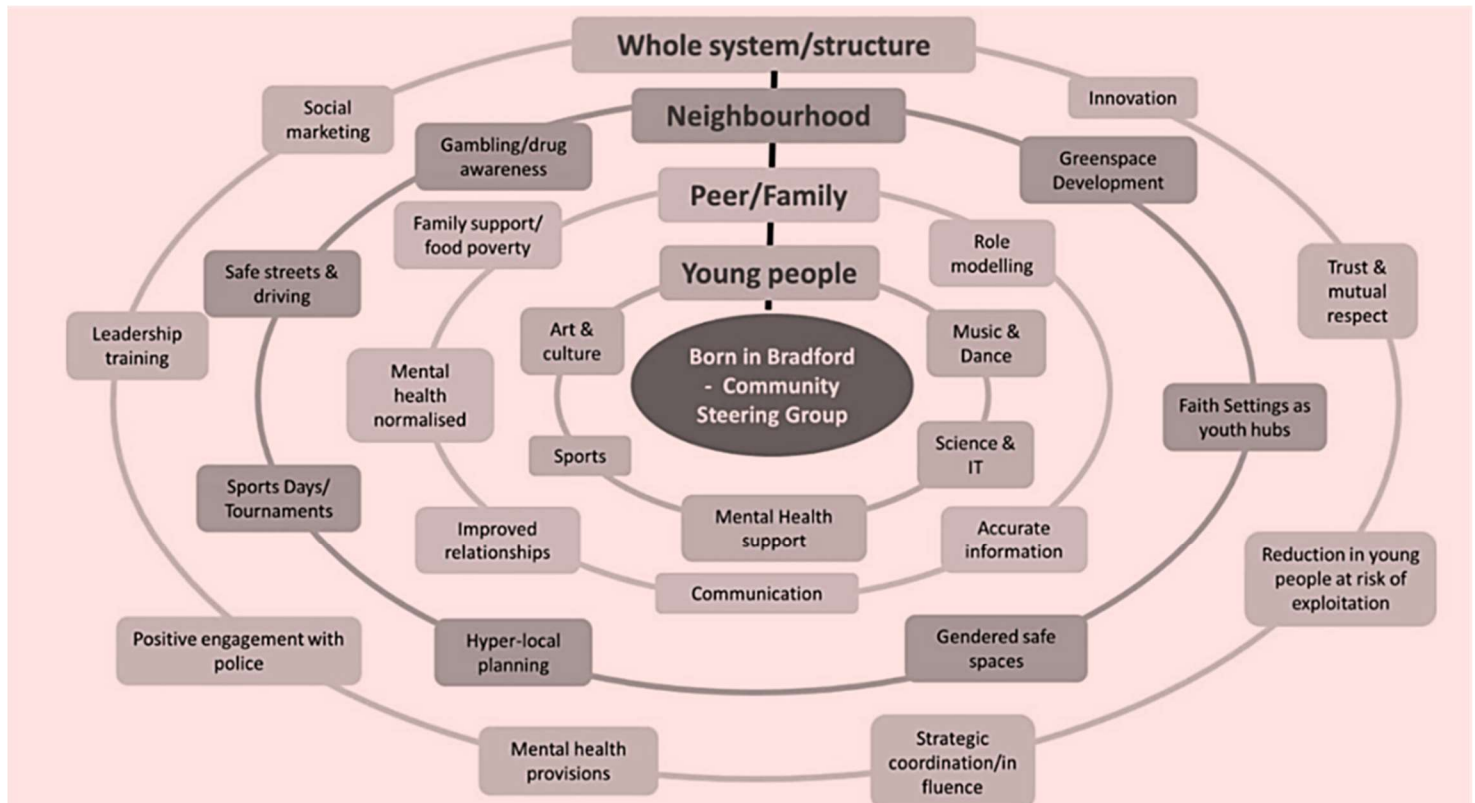 Whole system/structure
Neighbourhood
Peer/Family
Young people
Born in Bradford
- Community
Steering Group
Art &
culture
Music &
Dance
Sports
Science &
IT
Mental Health
support
Family support/
food poverty
Role
modelling
Mental
health
normalised
Improved
relationships
Accurate
information
Communication
Gambling/drug
awareness
Greenspace
Development
Safe streets &
driving
Faith Settings as
youth hubs
Sports Days/
Tournaments
Hyper-local
planning
Gendered safe
spaces
Social
marketing
Innovation
Leadership
training
Trust &
mutual
respect
Reduction in young
people at risk of
exploitation
Positive engagement with
police
Mental health
provisions
Strategic
coordination/in
fluence